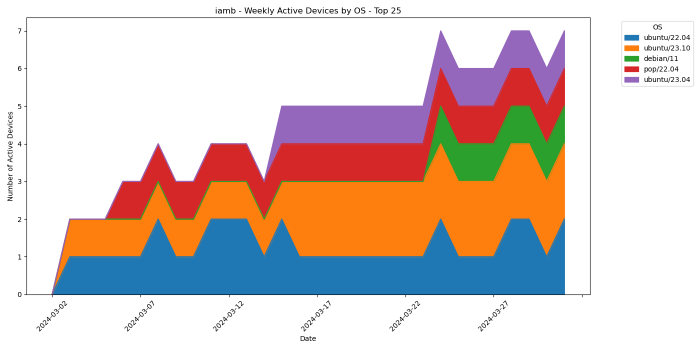 iamb - Weekly Active Devices by OS - Top 25
Number of Active Devices
7
6
5
4
3
2
1
0
2024-03-02
2024-03-07
2024-03-12
2024-03-17
2024-03-22
2024-03-27
Date
OS
ubuntu/22.04
ubuntu/23.10
debian/11
pop/22.04
ubuntu/23.04